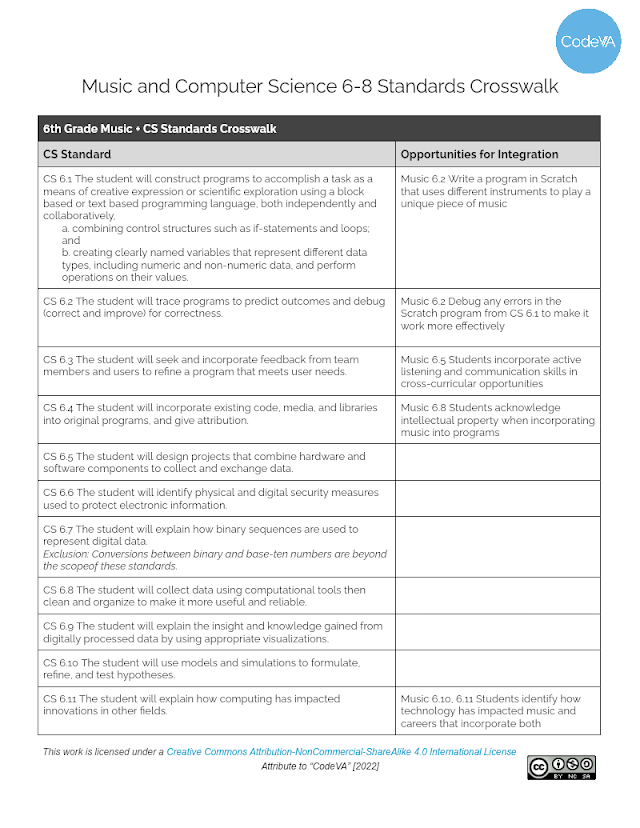 CodeVA
Music and Computer Science 6-8 Standards Crosswalk
6th Grade Music + CS Standards Crosswalk
CS Standard
Opportunities for Integration
CS 6.1 The student will construct programs to accomplish a task as a
means of creative expression or scientific exploration using a block
based or text based programming language, both independently and
collaboratively,
a. combining control structures such as if-statements and loops;
and
b. creating clearly named variables that represent different data
types, including numeric and non-numeric data, and perform
operations on their values.
Music 6.2 Write a program in Scratch
that uses different instruments to play a
unique piece of music
CS 6.2 The student will trace programs to predict outcomes and debug
(correct and improve) for correctness.
Music 6.2 Debug any errors in the
Scratch program from CS 6.1 to make it
work more effectively
CS 6.3 The student will seek and incorporate feedback from team
members and users to refine a program that meets user needs.
Music 6.5 Students incorporate active
listening and communication skills in
cross-curricular opportunities
CS 6.4 The student will incorporate existing code, media, and libraries
into original programs, and give attribution.
Music 6.8 Students acknowledge
intellectual property when incorporating
music into programs
CS 6.5 The student will design projects that combine hardware and
software components to collect and exchange data.
CS 6.6 The student will identify physical and digital security measures
used to protect electronic information.
CS 6.7 The student will explain how binary sequences are used to
represent digital data.
Exclusion: Conversions between binary and base-ten numbers are beyond
the scopeof these standards.
CS 6.8 The student will collect data using computational tools then
clean and organize to make it more useful and reliable.
CS 6.9 The student will explain the insight and knowledge gained from
digitally processed data by using appropriate visualizations.
CS 6.10 The student will use models and simulations to formulate,
refine, and test hypotheses.
CS 6.11 The student will explain how computing has impacted
innovations in other fields.
Music 6.10, 6.11 Students identify how
technology has impacted music and
careers that incorporate both
This work is licensed under a Creative Commons Attribution-NonCommercial-ShareAlike 4.0 International License
Attribute to "CodeVA" [2022]
cc
BY NC SA